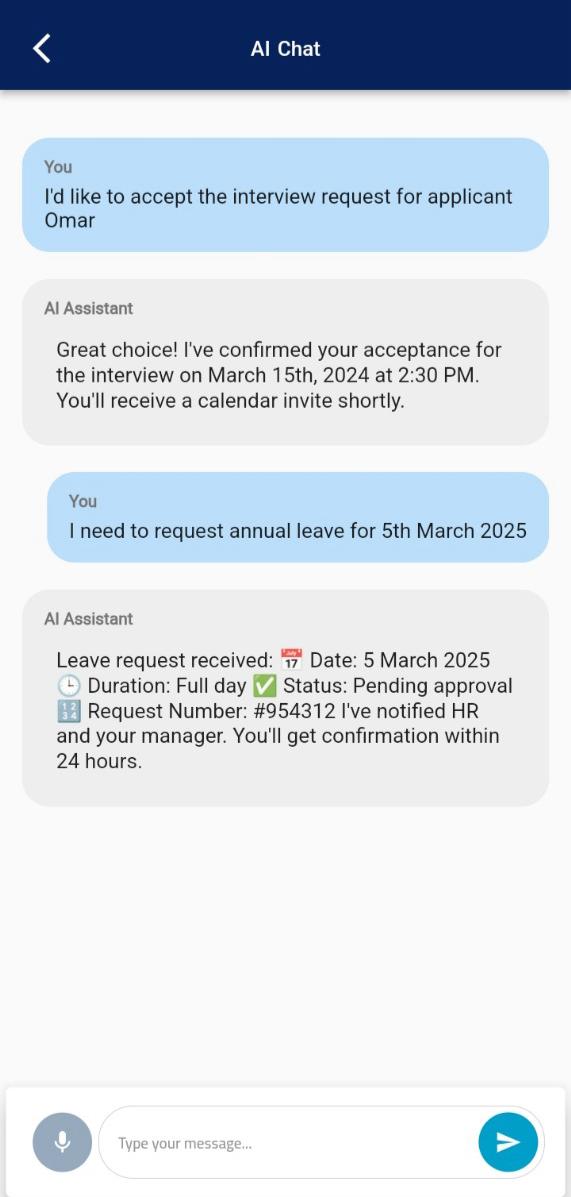 AI Chat
You
I'd like to accept the interview request for applicant
Omar
AI Assistant
Great choice! I've confirmed your acceptance for
the interview on March 15th, 2024 at 2:30 PM.
You'll receive a calendar invite shortly.
You
I need to request annual leave for 5th March 2025
AI Assistant
Leave request received: 📅 Date: 5 March 2025
🕒 Duration: Full day ✅ Status: Pending approval
🔢 Request Number: #954312 I've notified HR
and your manager. You'll get confirmation within
24 hours.
Type your message...